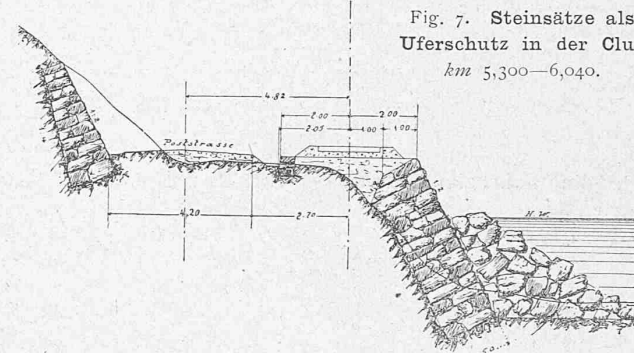 Fig. 7. Steinsätze als
Uferschutz in der Clu
km 5,300—6,040.
4.82
2.00 2.00
2.05 1.00 1.00
Poststrasse
4.20 2.70
H.W.